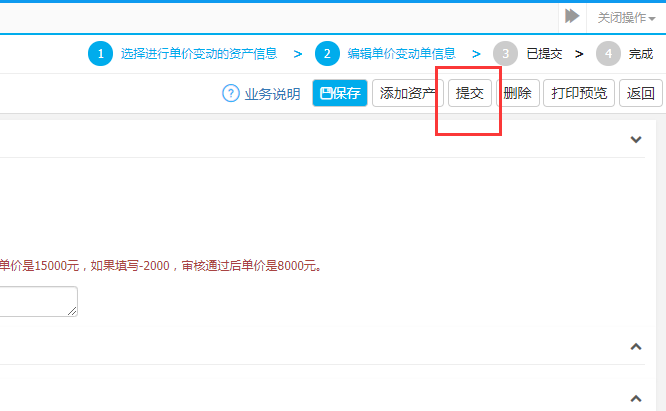 关闭操作
1 选择进行单价变动的资产信息 > 2 编辑单价变动单信息 > 3 已提交 > 4 完成
? 业务说明 保存 添加资产 提交 删除 打印预览 返回
单价是15000元，如果填写-2000，审核通过后单价是8000元。